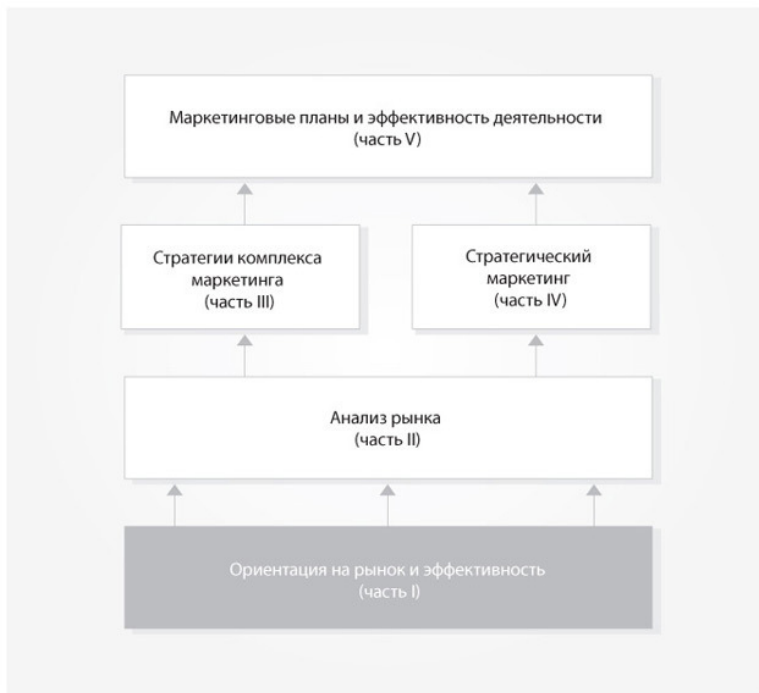 Маркетинговые планы и эффективность деятельности
(часть V)
Стратегии комплекса
маркетинга
(часть III)
Стратегический
маркетинг
(часть IV)
Анализ рынка
(часть II)
Ориентация на рынок и эффективность
(часть I)